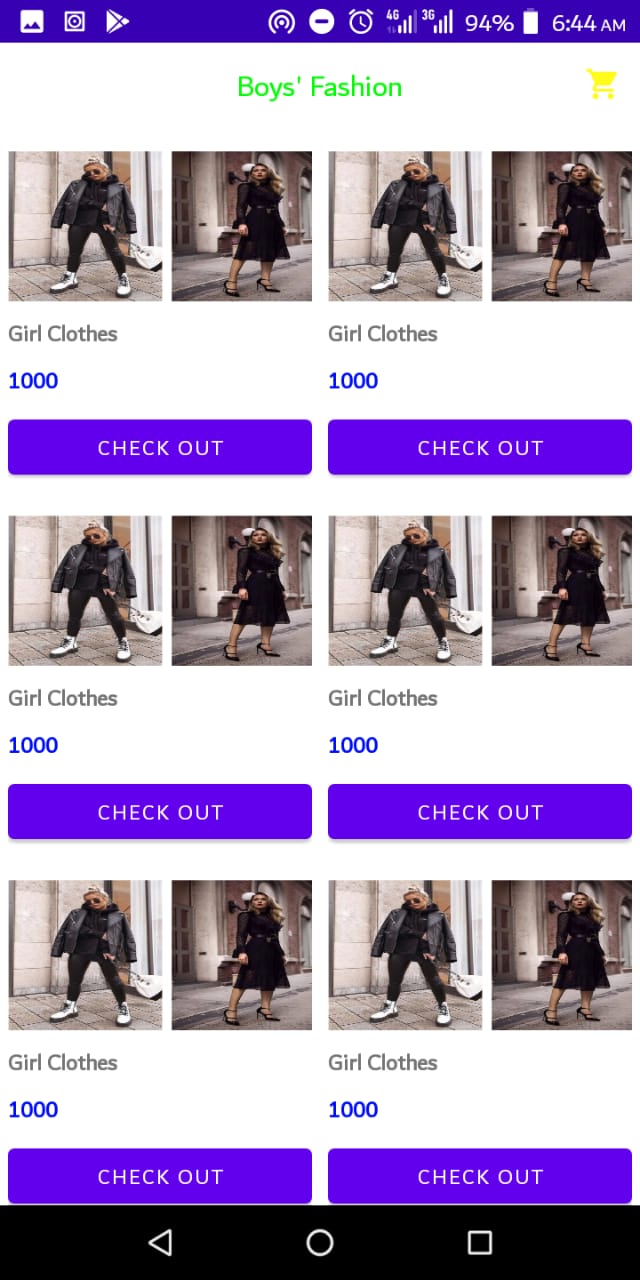 4G 3G 94% 6:44 AM
Boys' Fashion
Girl Clothes Girl Clothes
1000 1000
CHECK OUT CHECK OUT
Girl Clothes Girl Clothes
1000 1000
CHECK OUT CHECK OUT
Girl Clothes Girl Clothes
1000 1000
CHECK OUT CHECK OUT